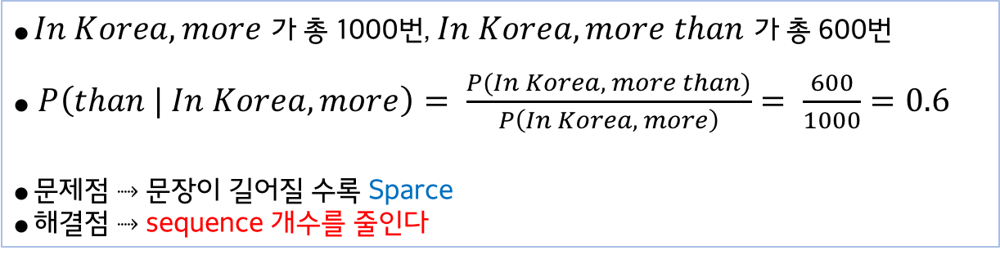 ● In Korea, more 가 총 1000번, In Korea, more than 가 총 600번
● P(than | In Korea, more) = P(In Korea, more than) / P(In Korea, more) = 600 / 1000 = 0.6
● 문제점 ⤑ 문장이 길어질 수록 Sparce
● 해결점 ⤑ sequence 개수를 줄인다